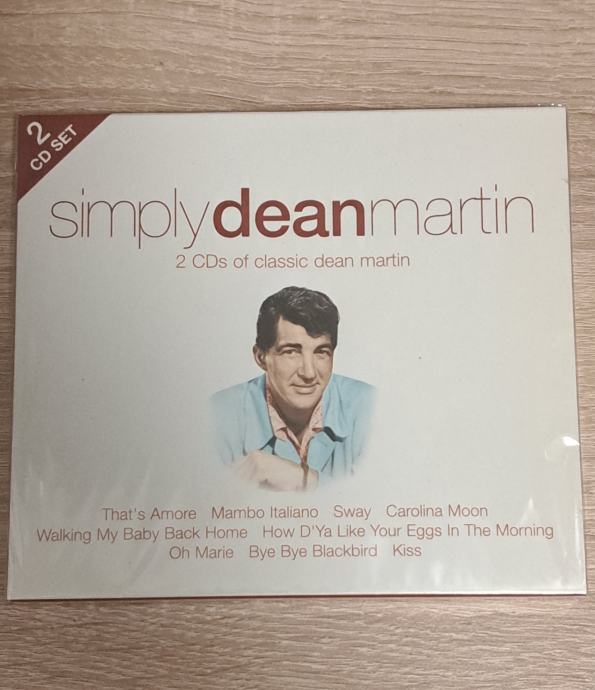 2
CD SET
simplydeanmartin
2 CDs of classic dean martin
That's Amore Mambo Italiano Sway Carolina Moon
Walking My Baby Back Home How D'Ya Like Your Eggs In The Morning
Oh Marie Bye Bye Blackbird Kiss